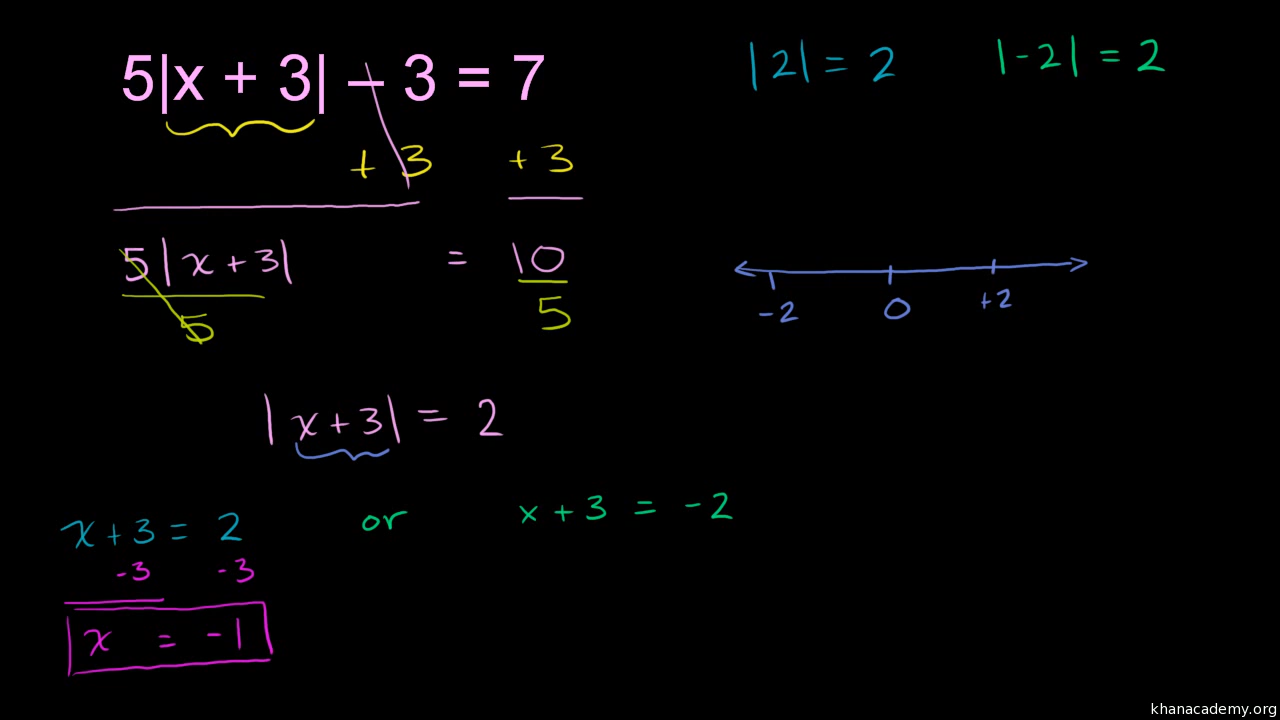 5|x + 3| – 3 = 7
|2| = 2
|-2| = 2
+ 3 + 3
5|x+3| = 10
5 5
-2 0 +2
|x+3| = 2
x+3 = 2 or x+3 = -2
-3 -3
x = -1
khanacademy.org